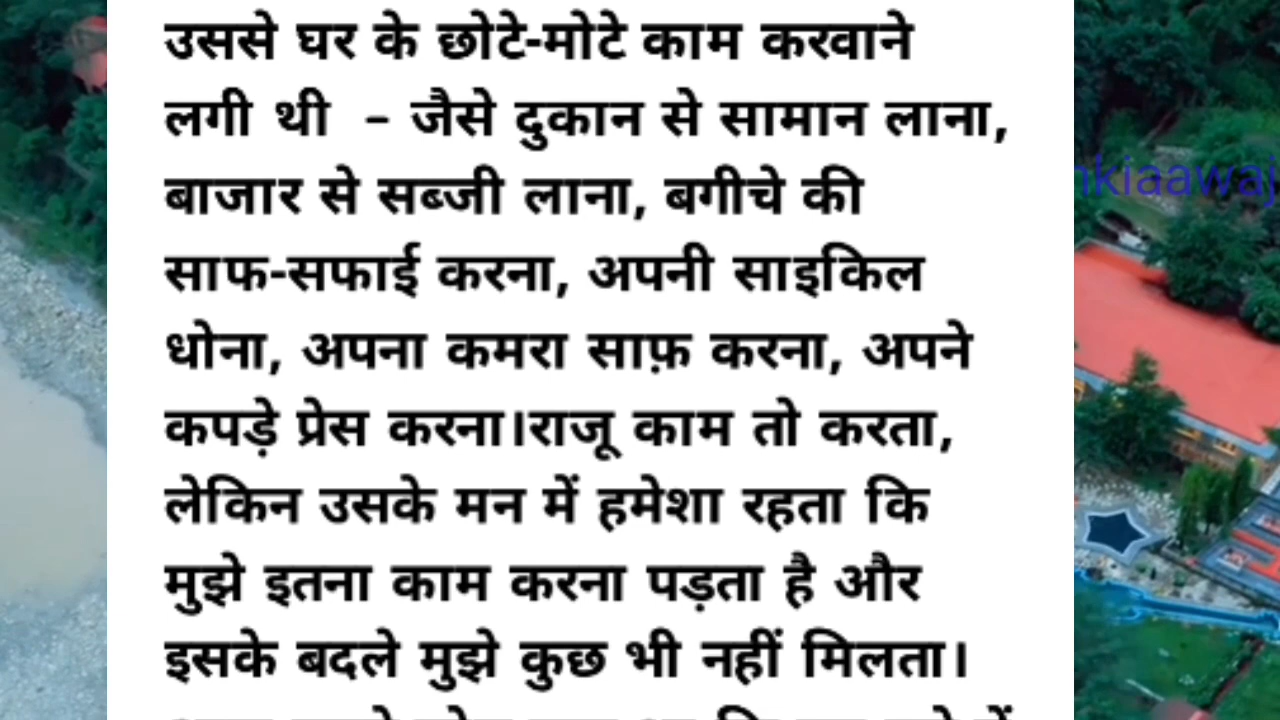 उससे घर के छोटे-मोटे काम करवाने
लगी थी – जैसे दुकान से सामान लाना,
बाजार से सब्जी लाना, बगीचे की
साफ-सफाई करना, अपनी साइकिल
धोना, अपना कमरा साफ़ करना, अपने
कपड़े प्रेस करना।राजू काम तो करता,
लेकिन उसके मन में हमेशा रहता कि
मुझे इतना काम करना पड़ता है और
इसके बदले मुझे कुछ भी नहीं मिलता।
nkiaawaj